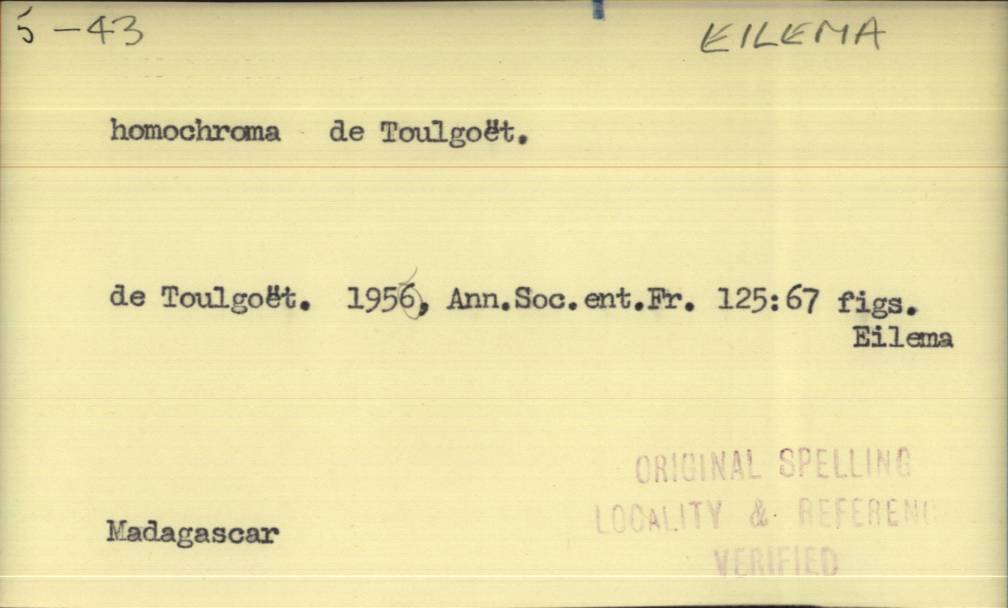 5-43 EILEMA
homochroma de Toulgoët.
de Toulgoët. 1956, Ann.Soc.ent.Fr. 125:67 figs.
Eilema
ORIGINAL SPELLING
LOCALITY & REFERENC
Madagascar
VERIFIED